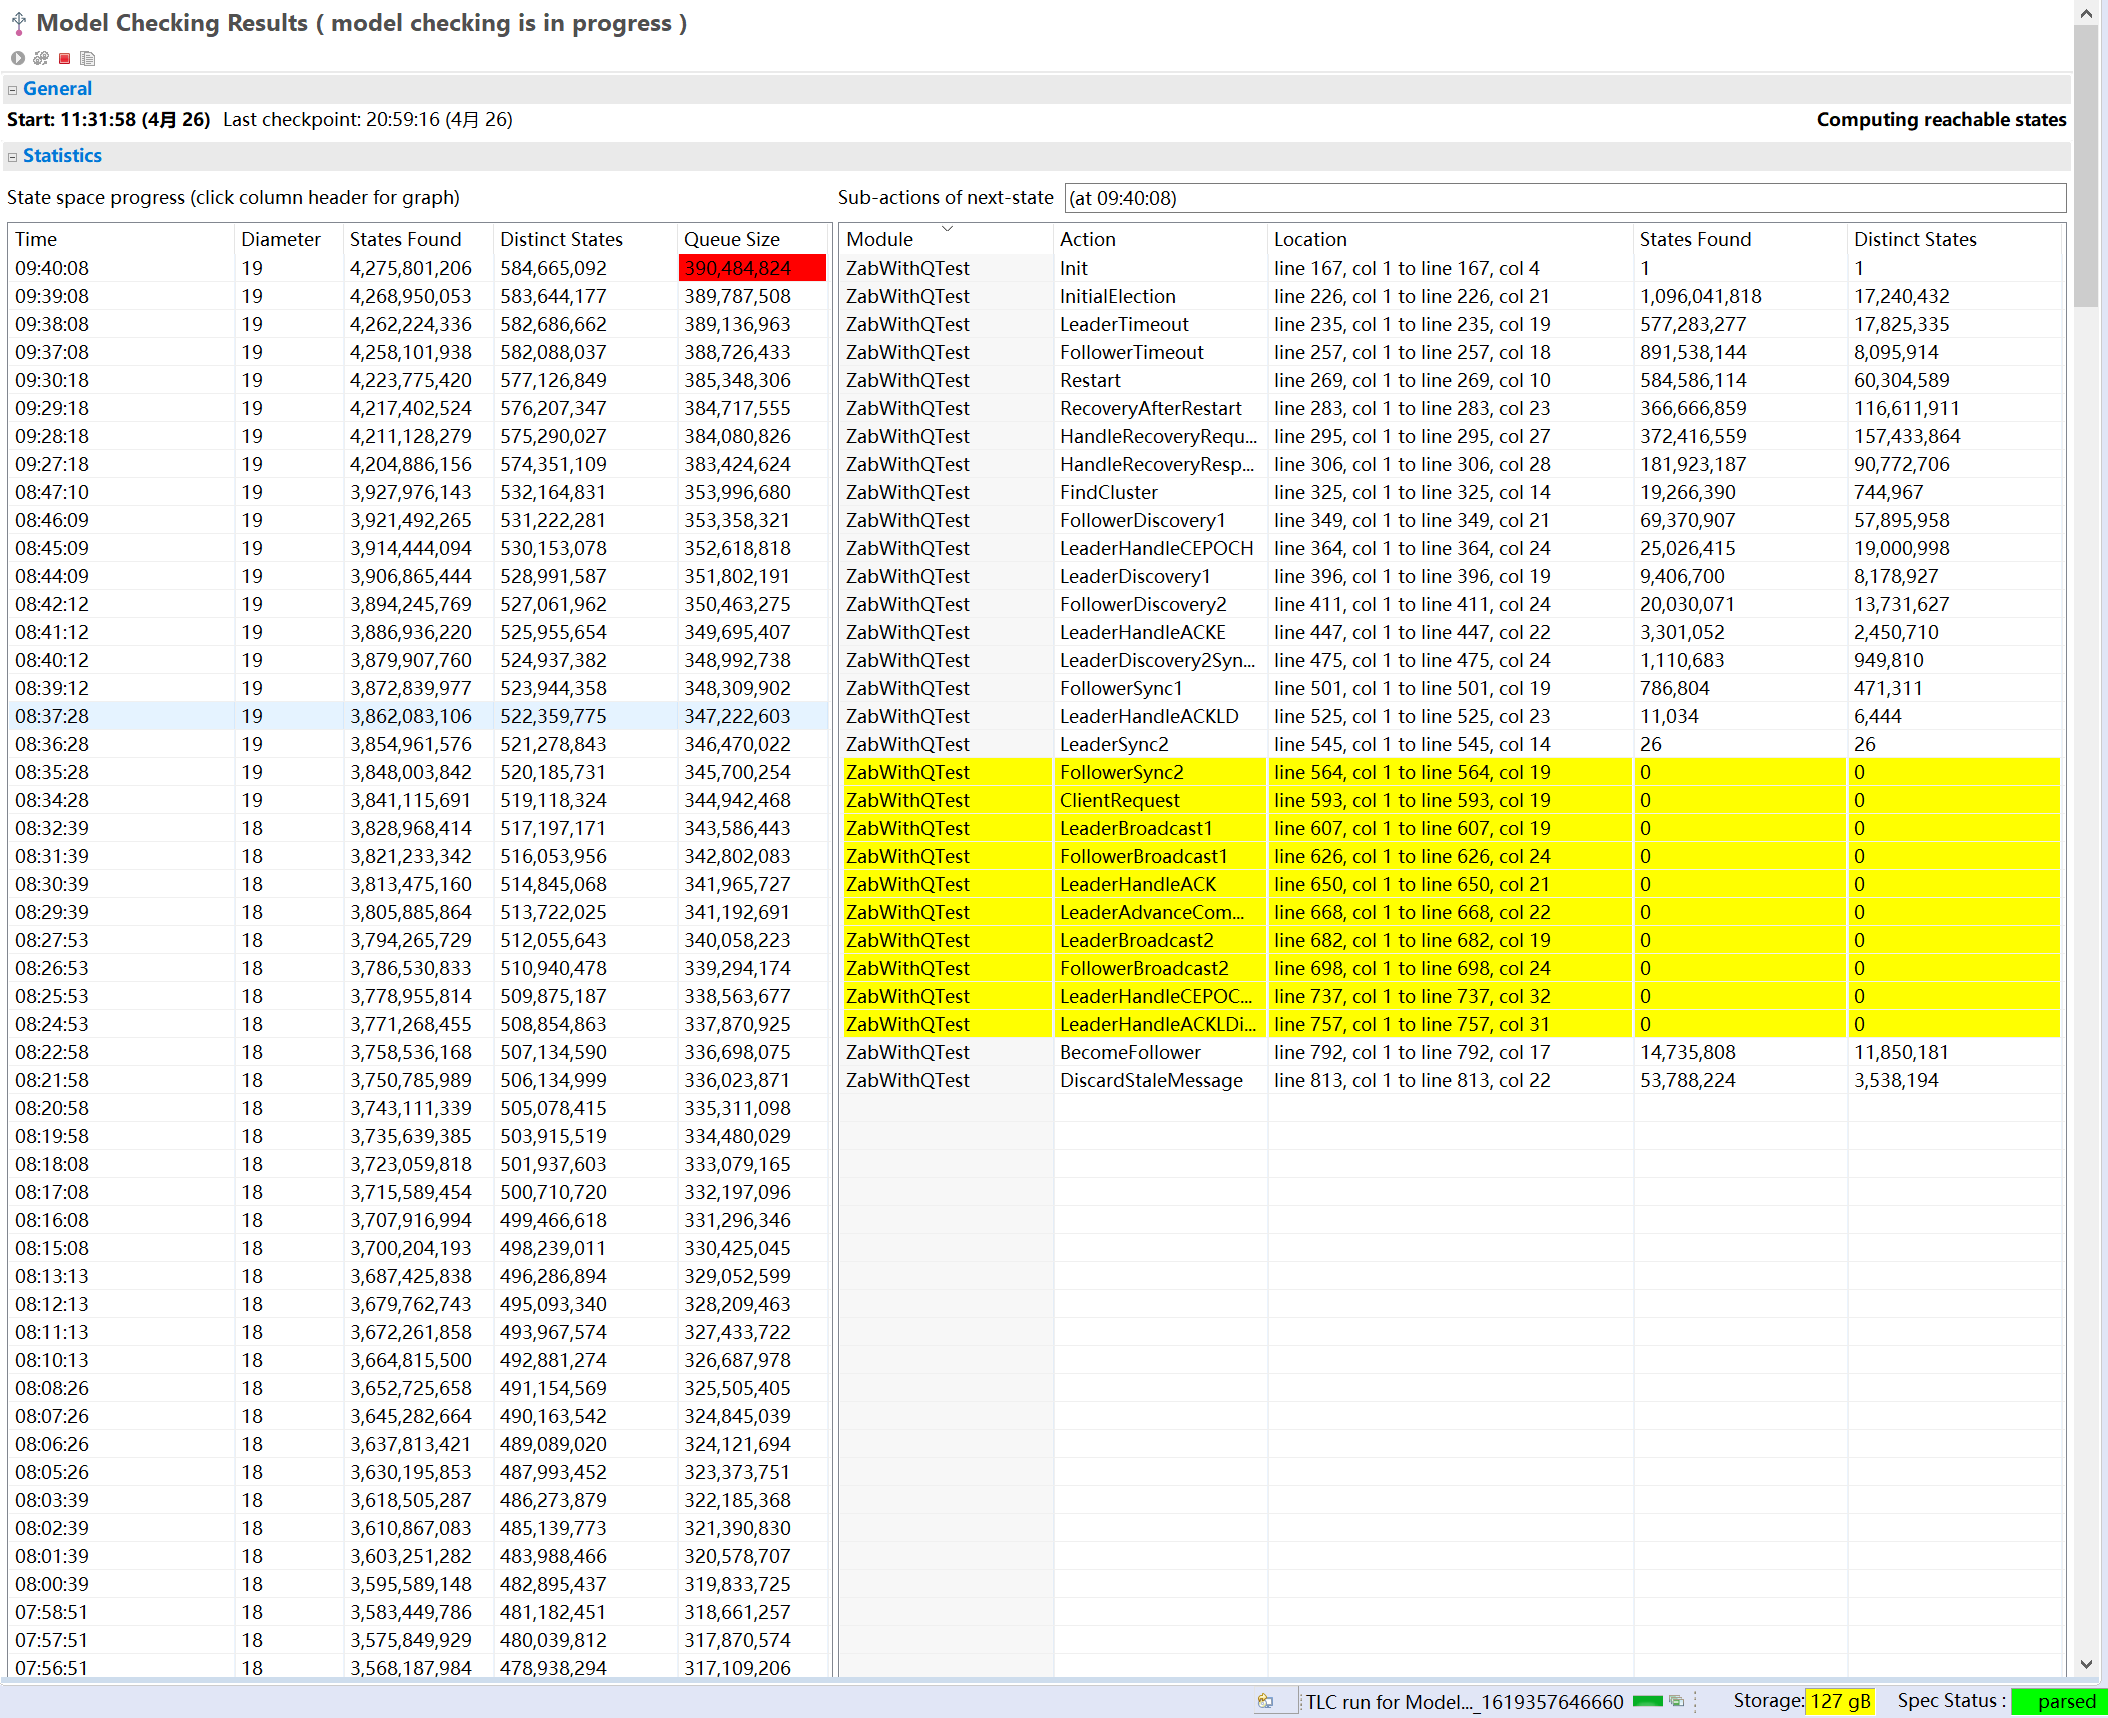 Model Checking Results ( model checking is in progress )
General
Start: 11:31:58 (4月 26) Last checkpoint: 20:59:16 (4月 26) Computing reachable states
Statistics
State space progress (click column header for graph) Sub-actions of next-state (at 09:40:08)
Time Diameter States Found Distinct States Queue Size Module Action Location States Found Distinct States
09:40:08 19 4,275,801,206 584,665,092 390,484,824 ZabWithQTest Init line 167, col 1 to line 167, col 4 1 1
09:39:08 19 4,268,950,053 583,644,177 389,787,508 ZabWithQTest InitialElection line 226, col 1 to line 226, col 21 1,096,041,818 17,240,432
09:38:08 19 4,262,224,336 582,686,662 389,136,963 ZabWithQTest LeaderTimeout line 235, col 1 to line 235, col 19 577,283,277 17,825,335
09:37:08 19 4,258,101,938 582,088,037 388,726,433 ZabWithQTest FollowerTimeout line 257, col 1 to line 257, col 18 891,538,144 8,095,914
09:30:18 19 4,223,775,420 577,126,849 385,348,306 ZabWithQTest Restart line 269, col 1 to line 269, col 10 584,586,114 60,304,589
09:29:18 19 4,217,402,524 576,207,347 384,717,555 ZabWithQTest RecoveryAfterRestart line 283, col 1 to line 283, col 23 366,666,859 116,611,911
09:28:18 19 4,211,128,279 575,290,027 384,080,826 ZabWithQTest HandleRecoveryRequ... line 295, col 1 to line 295, col 27 372,416,559 157,433,864
09:27:18 19 4,204,886,156 574,351,109 383,424,624 ZabWithQTest HandleRecoveryResp... line 306, col 1 to line 306, col 28 181,923,187 90,772,706
08:47:10 19 3,927,976,143 532,164,831 353,996,680 ZabWithQTest FindCluster line 325, col 1 to line 325, col 14 19,266,390 744,967
08:46:09 19 3,921,492,265 531,222,281 353,358,321 ZabWithQTest FollowerDiscovery1 line 349, col 1 to line 349, col 21 69,370,907 57,895,958
08:45:09 19 3,914,444,094 530,153,078 352,618,818 ZabWithQTest LeaderHandleCEPOCH line 364, col 1 to line 364, col 24 25,026,415 19,000,998
08:44:09 19 3,906,865,444 528,991,587 351,802,191 ZabWithQTest LeaderDiscovery1 line 396, col 1 to line 396, col 19 9,406,700 8,178,927
08:42:12 19 3,894,245,769 527,061,962 350,463,275 ZabWithQTest FollowerDiscovery2 line 411, col 1 to line 411, col 24 20,030,071 13,731,627
08:41:12 19 3,886,936,220 525,955,654 349,695,407 ZabWithQTest LeaderHandleACKE line 447, col 1 to line 447, col 22 3,301,052 2,450,710
08:40:12 19 3,879,907,760 524,937,382 348,992,738 ZabWithQTest LeaderDiscovery2Syn... line 475, col 1 to line 475, col 24 1,110,683 949,810
08:39:12 19 3,872,839,977 523,944,358 348,309,902 ZabWithQTest FollowerSync1 line 501, col 1 to line 501, col 19 786,804 471,311
08:37:28 19 3,862,083,106 522,359,775 347,222,603 ZabWithQTest LeaderHandleACKLD line 525, col 1 to line 525, col 23 11,034 6,444
08:36:28 19 3,854,961,576 521,278,843 346,470,022 ZabWithQTest LeaderSync2 line 545, col 1 to line 545, col 14 26 26
08:35:28 19 3,848,003,842 520,185,731 345,700,254 ZabWithQTest FollowerSync2 line 564, col 1 to line 564, col 19 0 0
08:34:28 19 3,841,115,691 519,118,324 344,942,468 ZabWithQTest ClientRequest line 593, col 1 to line 593, col 19 0 0
08:32:39 18 3,828,968,414 517,197,171 343,586,443 ZabWithQTest LeaderBroadcast1 line 607, col 1 to line 607, col 19 0 0
08:31:39 18 3,821,233,342 516,053,956 342,802,083 ZabWithQTest FollowerBroadcast1 line 626, col 1 to line 626, col 24 0 0
08:30:39 18 3,813,475,160 514,845,068 341,965,727 ZabWithQTest LeaderHandleACK line 650, col 1 to line 650, col 21 0 0
08:29:39 18 3,805,885,864 513,722,025 341,192,691 ZabWithQTest LeaderAdvanceCom... line 668, col 1 to line 668, col 22 0 0
08:27:53 18 3,794,265,729 512,055,643 340,058,223 ZabWithQTest LeaderBroadcast2 line 682, col 1 to line 682, col 19 0 0
08:26:53 18 3,786,530,833 510,940,478 339,294,174 ZabWithQTest FollowerBroadcast2 line 698, col 1 to line 698, col 24 0 0
08:25:53 18 3,778,955,814 509,875,187 338,563,677 ZabWithQTest LeaderHandleCEPOC... line 737, col 1 to line 737, col 32 0 0
08:24:53 18 3,771,268,455 508,854,863 337,870,925 ZabWithQTest LeaderHandleACKLDi... line 757, col 1 to line 757, col 31 0 0
08:22:58 18 3,758,536,168 507,134,590 336,698,075 ZabWithQTest BecomeFollower line 792, col 1 to line 792, col 17 14,735,808 11,850,181
08:21:58 18 3,750,785,989 506,134,999 336,023,871 ZabWithQTest DiscardStaleMessage line 813, col 1 to line 813, col 22 53,788,224 3,538,194
08:20:58 18 3,743,111,339 505,078,415 335,311,098
08:19:58 18 3,735,639,385 503,915,519 334,480,029
08:18:08 18 3,723,059,818 501,937,603 333,079,165
08:17:08 18 3,715,589,454 500,710,720 332,197,096
08:16:08 18 3,707,916,994 499,466,618 331,296,346
08:15:08 18 3,700,204,193 498,239,011 330,425,045
08:13:13 18 3,687,425,838 496,286,894 329,052,599
08:12:13 18 3,679,762,743 495,093,340 328,209,463
08:11:13 18 3,672,261,858 493,967,574 327,433,722
08:10:13 18 3,664,815,500 492,881,274 326,687,978
08:08:26 18 3,652,725,658 491,154,569 325,505,405
08:07:26 18 3,645,282,664 490,163,542 324,845,039
08:06:26 18 3,637,813,421 489,089,020 324,121,694
08:05:26 18 3,630,195,853 487,993,452 323,373,751
08:03:39 18 3,618,505,287 486,273,879 322,185,368
08:02:39 18 3,610,867,083 485,139,773 321,390,830
08:01:39 18 3,603,251,282 483,988,466 320,578,707
08:00:39 18 3,595,589,148 482,895,437 319,833,725
07:58:51 18 3,583,449,786 481,182,451 318,661,257
07:57:51 18 3,575,849,929 480,039,812 317,870,574
07:56:51 18 3,568,187,984 478,938,294 317,109,206
TLC run for Model..._1619357646660 Storage: 127 gB Spec Status : parsed